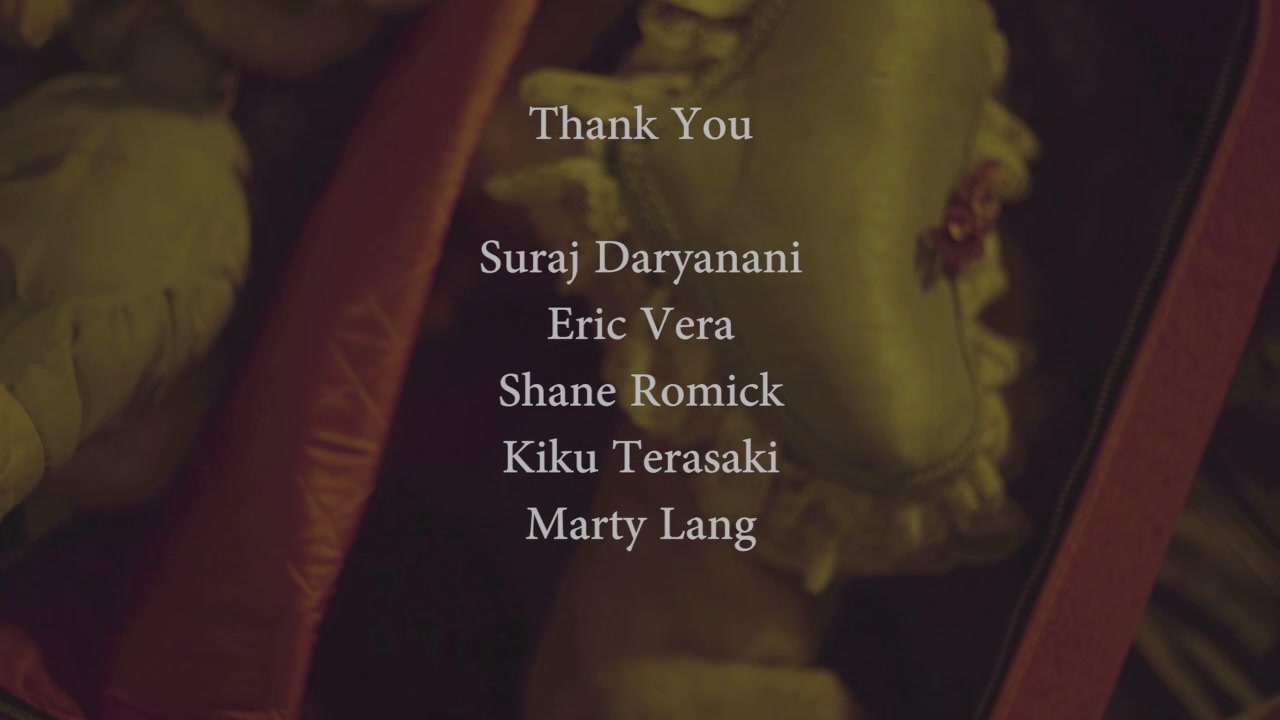 Thank You
Suraj Daryanani
Eric Vera
Shane Romick
Kiku Terasaki
Marty Lang